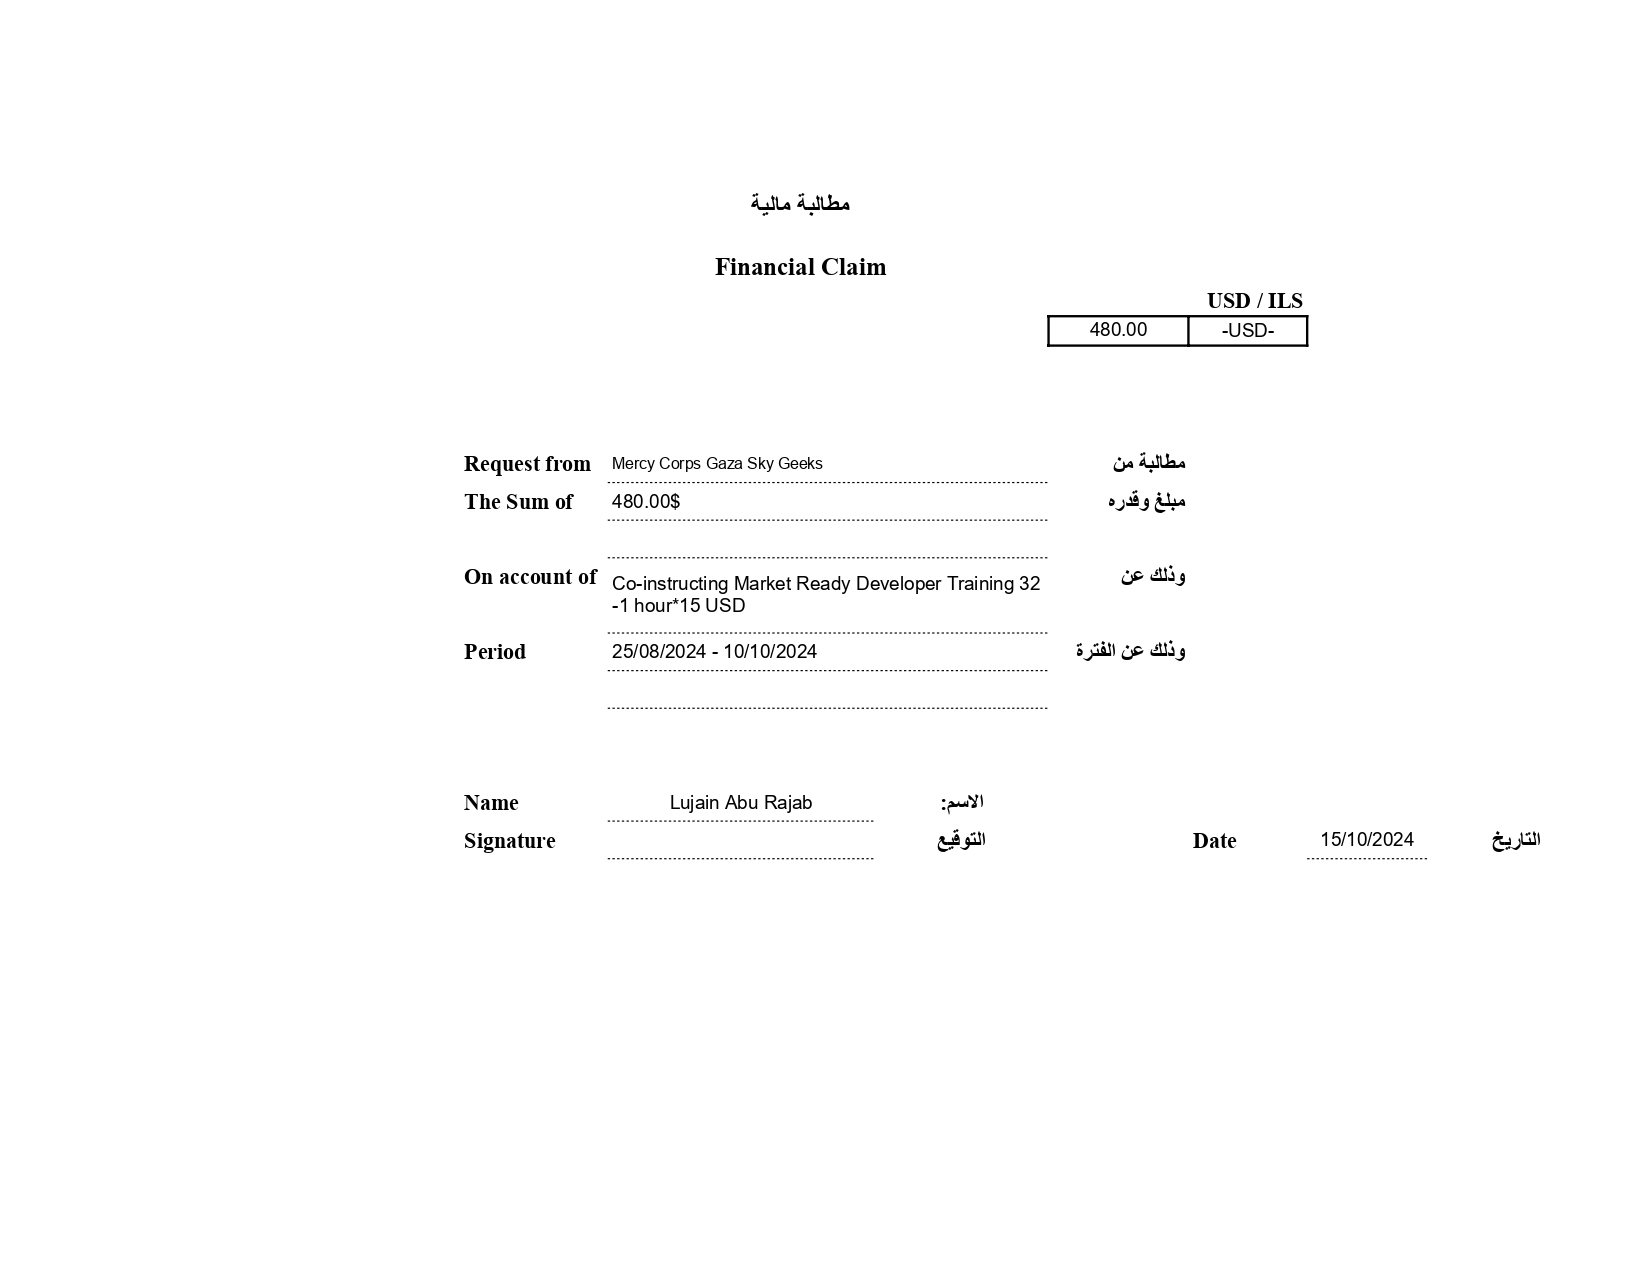 مطالبة مالية
Financial Claim
USD / ILS
480.00 -USD-
Request from Mercy Corps Gaza Sky Geeks مطالبة من
The Sum of 480.00$ مبلغ وقدره
On account of Co-instructing Market Ready Developer Training 32 وذلك عن
-1 hour*15 USD
Period 25/08/2024 - 10/10/2024 وذلك عن الفترة
Name Lujain Abu Rajab الاسم:
Signature التوقيع Date 15/10/2024 التاريخ